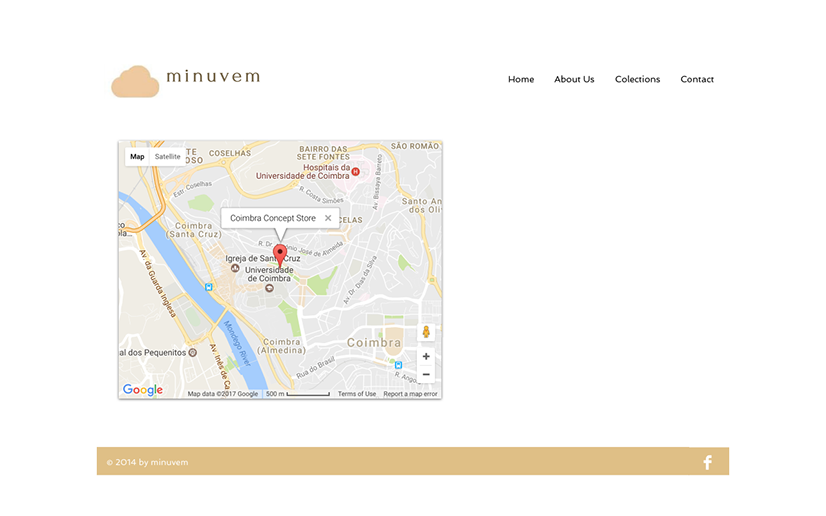 minuvem
Home About Us Colections Contact
Map Satellite
COSELHAS
BAIRRO DAS
SETE FONTES
SÃO ROMÃO
Hospitais da
Universidade de Coimbra
H
Estr. Coselhas
R. Costa Simões
Av. Bissaya Barreto
Santo An
dos Oli
Coimbra Concept Store
CELAS
Coimbra
(Santa Cruz)
R. Dr. António José de Almeida
Igreja de Santa Cruz
Universidade
de Coimbra
Av. da Guarda Inglesa
Av. Dr. Dias da Silva
Mondego River
Coimbra
(Almedina)
Coimbra
al dos Pequenitos
Av. Inês de Ca
Rua do Brasil
R. Ang
+
−
Google
Map data ©2017 Google 500 m Terms of Use Report a map error
© 2014 by minuvem
f